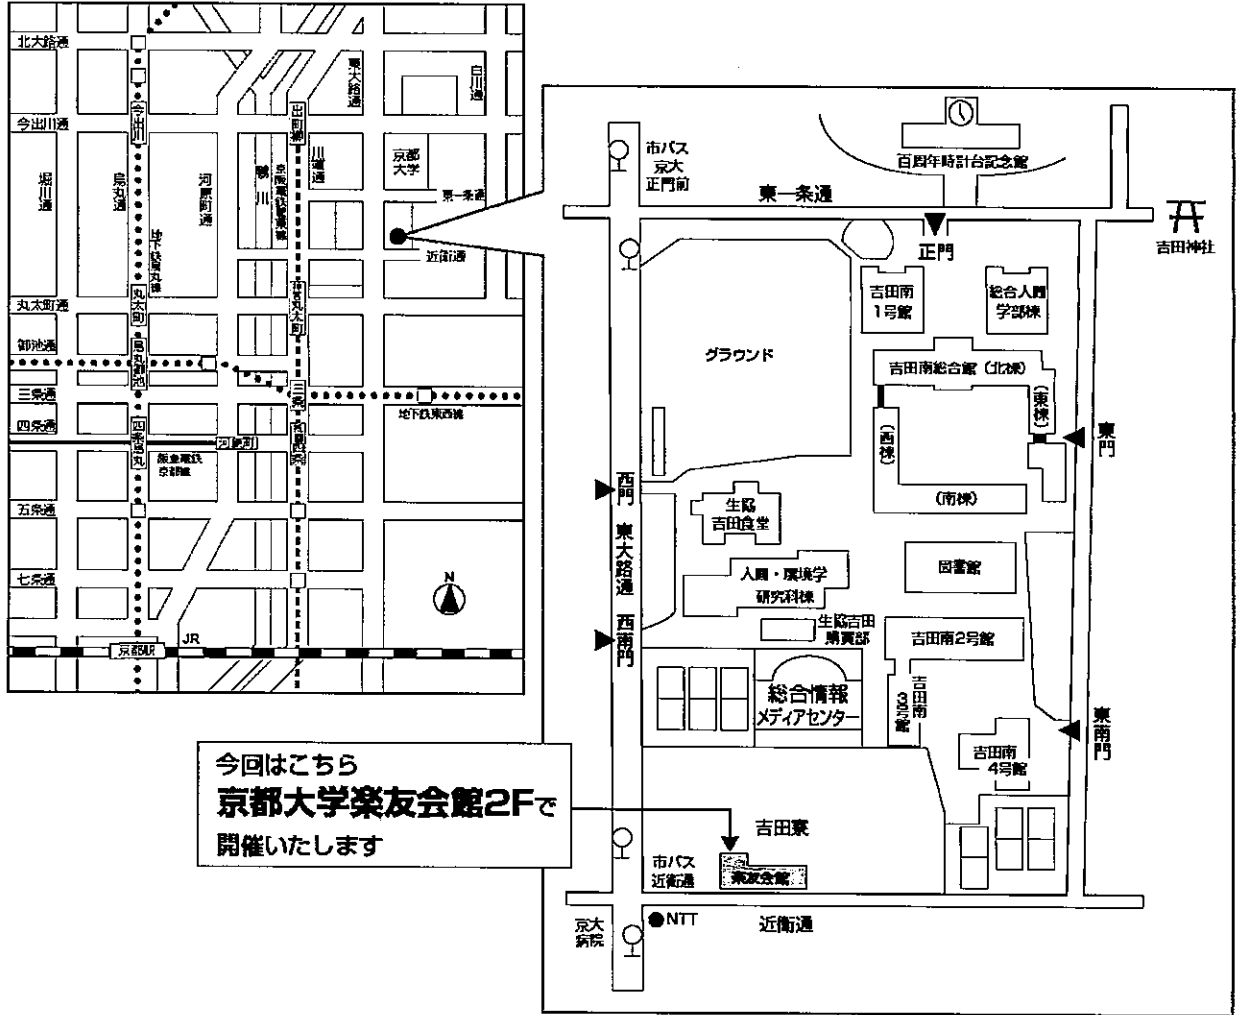 北大路通
今出川通
丸太町通
御池通
三条通
四条通
五条通
七条通
堀川通
烏丸通
河原町通
鴨川
京阪電鉄鴨東線
川端通
東大路通
白川通
今出川
出町柳
京都
大学
東一条通
近衛通
地下鉄烏丸線
丸太町
神宮丸太町
烏丸御池
三条
地下鉄東西線
四条烏丸
河原町
阪急電鉄
京都線
N
JR
京都駅
市バス
京大
正門前
百周年時計台記念館
東一条通
正門
吉田神社
吉田南
1号館
総合人間
学部棟
グラウンド
吉田南総合館（北棟）
（東棟）
（西棟）
（南棟）
東門
西門
生協
吉田食堂
東大路通
人間・環境学
研究科棟
図書館
西南門
生協吉田
購買部
吉田南2号館
総合情報
メディアセンター
吉田南
3号館
東南門
吉田南
4号館
今回はこちら
京都大学楽友会館2Fで
開催いたします
吉田寮
市バス
近衛通
楽友会館
京大
病院
NTT
近衛通